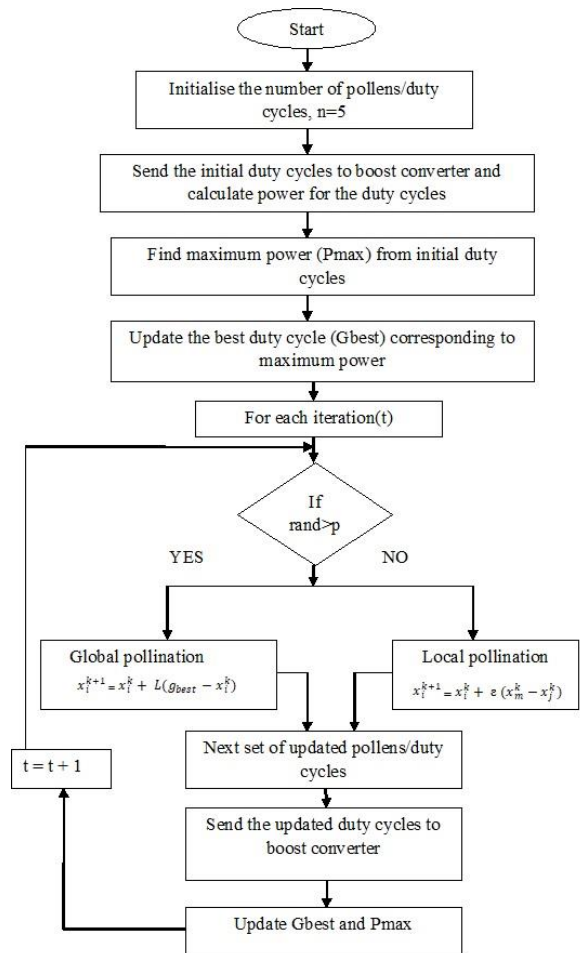 Start
Initialise the number of pollens/duty
cycles, n=5
Send the initial duty cycles to boost converter and
calculate power for the duty cycles
Find maximum power (Pmax) from initial duty
cycles
Update the best duty cycle (Gbest) corresponding to
maximum power
For each iteration(t)
If
rand>p
YES
NO
Global pollination
x_i^{k+1} = x_i^k + L(g_{best} − x_i^k)
Local pollination
x_i^{k+1} = x_i^k + ε (x_m^k − x_j^k)
Next set of updated pollens/duty
cycles
t = t + 1
Send the updated duty cycles to
boost converter
Update Gbest and Pmax